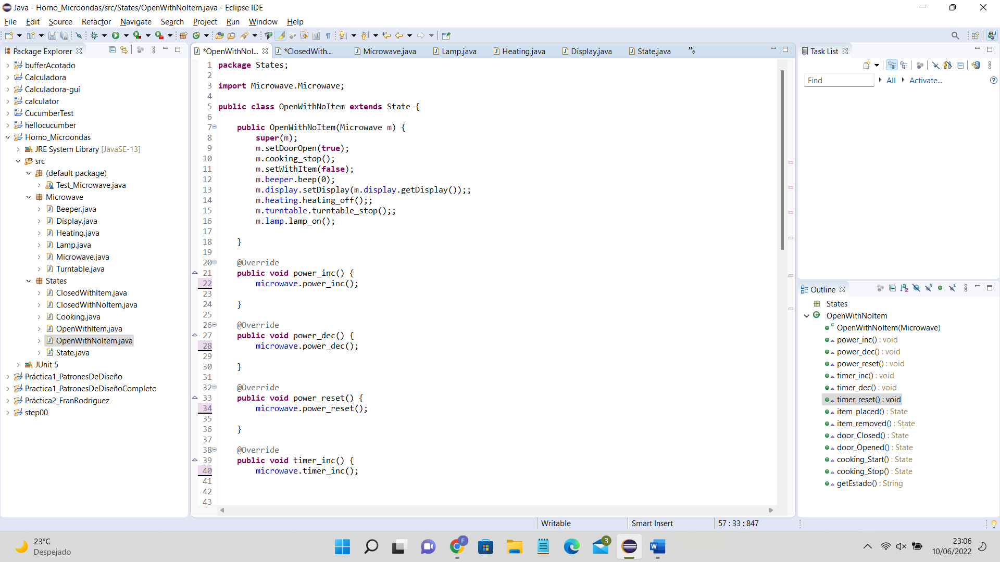 Java - Horno_Microondas/src/States/OpenWithNoItem.java - Eclipse IDE
File Edit Source Refactor Navigate Search Project Run Window Help
Package Explorer
bufferAcotado
Calculadora
Calculadora-gui
calculator
CucumberTest
hellocucumber
Horno_Microondas
JRE System Library [JavaSE-13]
src
(default package)
Test_Microwave.java
Microwave
Beeper.java
Display.java
Heating.java
Lamp.java
Microwave.java
Turntable.java
States
ClosedWithItem.java
ClosedWithNoItem.java
Cooking.java
OpenWithItem.java
OpenWithNoItem.java
State.java
JUnit 5
Práctica1_PatronesDeDiseño
Practica1_PatronesDeDiseñoCompleto
Práctica2_FranRodriguez
step00
*OpenWithNoI... *ClosedWith... Microwave.java Lamp.java Heating.java Display.java State.java »6
1 package States;
2
3 import Microwave.Microwave;
4
5 public class OpenWithNoItem extends State {
6
7 public OpenWithNoItem(Microwave m) {
8 super(m);
9 m.setDoorOpen(true);
10 m.cooking_stop();
11 m.setWithItem(false);
12 m.beeper.beep(0);
13 m.display.setDisplay(m.display.getDisplay());;
14 m.heating.heating_off();;
15 m.turntable.turntable_stop();;
16 m.lamp.lamp_on();
17
18 }
19
20 @Override
21 public void power_inc() {
22 microwave.power_inc();
23
24 }
25
26 @Override
27 public void power_dec() {
28 microwave.power_dec();
29
30 }
31
32 @Override
33 public void power_reset() {
34 microwave.power_reset();
35
36 }
37
38 @Override
39 public void timer_inc() {
40 microwave.timer_inc();
41
42
43
Task List
Find All Activate...
Outline
States
OpenWithNoItem
OpenWithNoItem(Microwave)
power_inc() : void
power_dec() : void
power_reset() : void
timer_inc() : void
timer_dec() : void
timer_reset() : void
item_placed() : State
item_removed() : State
door_Closed() : State
door_Opened() : State
cooking_Start() : State
cooking_Stop() : State
getEstado() : String
Writable Smart Insert 57 : 33 : 847
23°C
Despejado
F
3
23:06
10/06/2022